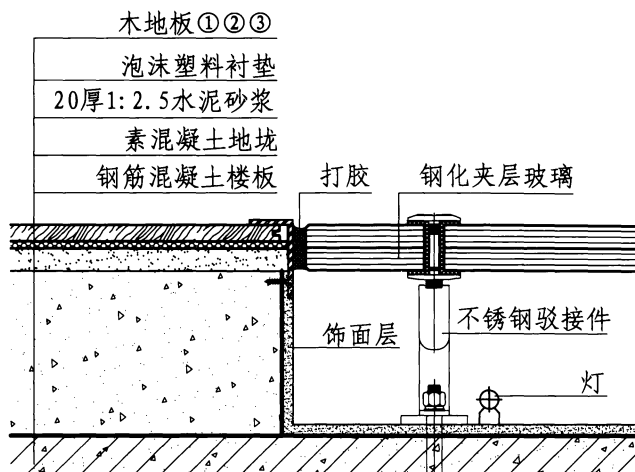 木地板①②③
泡沫塑料衬垫
20厚1:2.5水泥砂浆
素混凝土地垅
钢筋混凝土楼板
打胶
钢化夹层玻璃
饰面层
不锈钢驳接件
灯